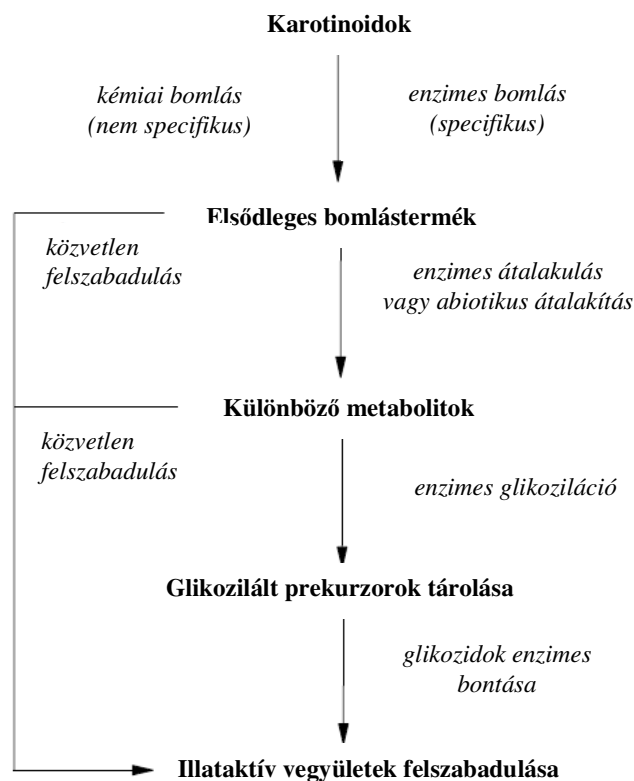 Karotinoidok
kémiai bomlás
(nem specifikus)
enzimes bomlás
(specifikus)
Elsődleges bomlástermék
közvetlen
felszabadulás
enzimes átalakulás
vagy abiotikus átalakítás
Különböző metabolitok
közvetlen
felszabadulás
enzimes glikoziláció
Glikozilált prekurzorok tárolása
glikozidok enzimes
bontása
Illataktív vegyületek felszabadulása